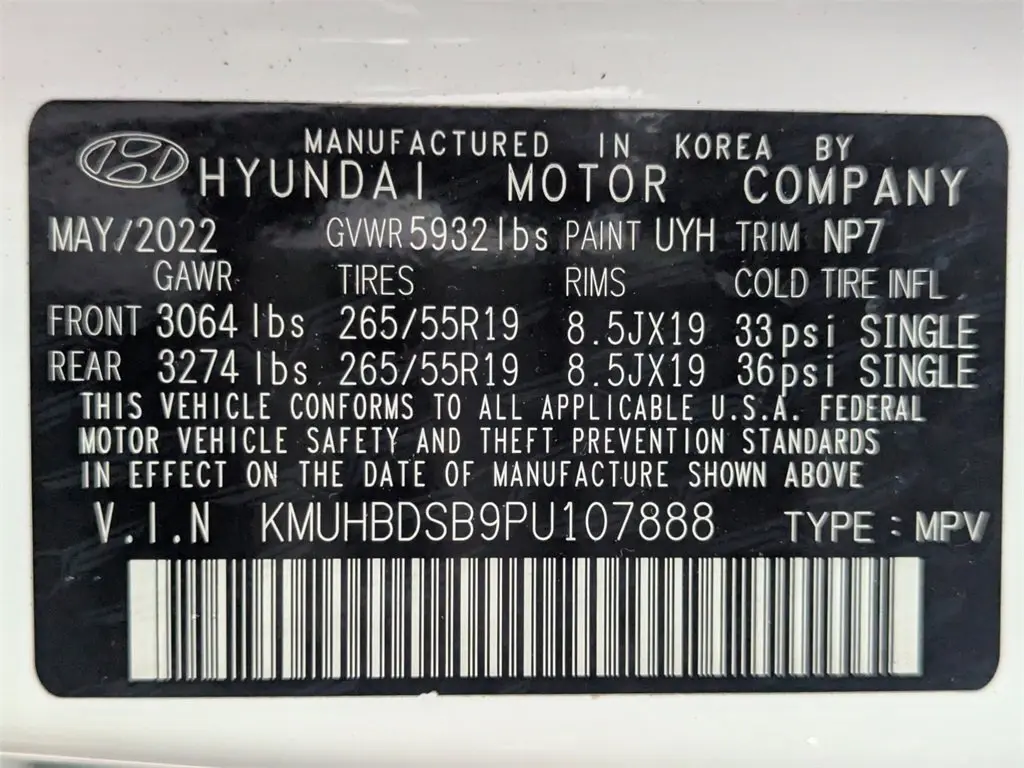 MANUFACTURED IN KOREA BY
HYUNDAI MOTOR COMPANY
MAY/2022 GVWR 5932 lbs PAINT UYH TRIM NP7
GAWR TIRES RIMS COLD TIRE INFL
FRONT 3064 lbs. 265/55R19 8.5JX19 33psi SINGLE
REAR 3274 lbs. 265/55R19 8.5JX19 36psi SINGLE
THIS VEHICLE CONFORMS TO ALL APPLICABLE U.S.A. FEDERAL
MOTOR VEHICLE SAFETY AND THEFT PREVENTION STANDARDS
IN EFFECT ON THE DATE OF MANUFACTURE SHOWN ABOVE
V.I.N KMUHBDSB9PU107888 TYPE : MPV